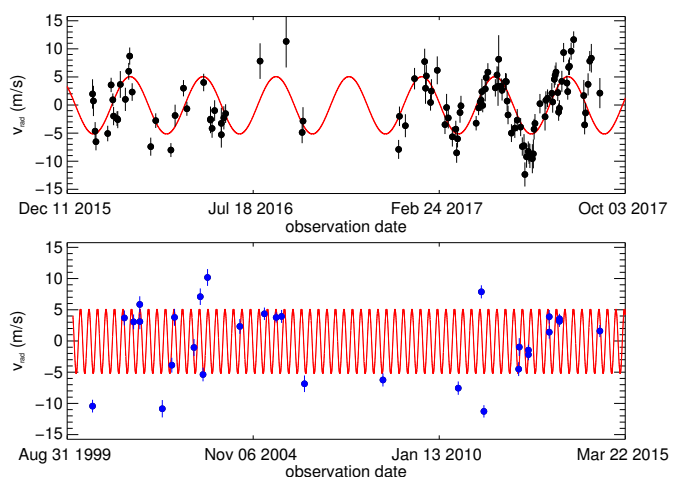 15
10
5
0
−5
−10
−15
v_rad (m/s)
Dec 11 2015 Jul 18 2016 Feb 24 2017 Oct 03 2017
observation date
15
10
5
0
−5
−10
−15
v_rad (m/s)
Aug 31 1999 Nov 06 2004 Jan 13 2010 Mar 22 2015
observation date